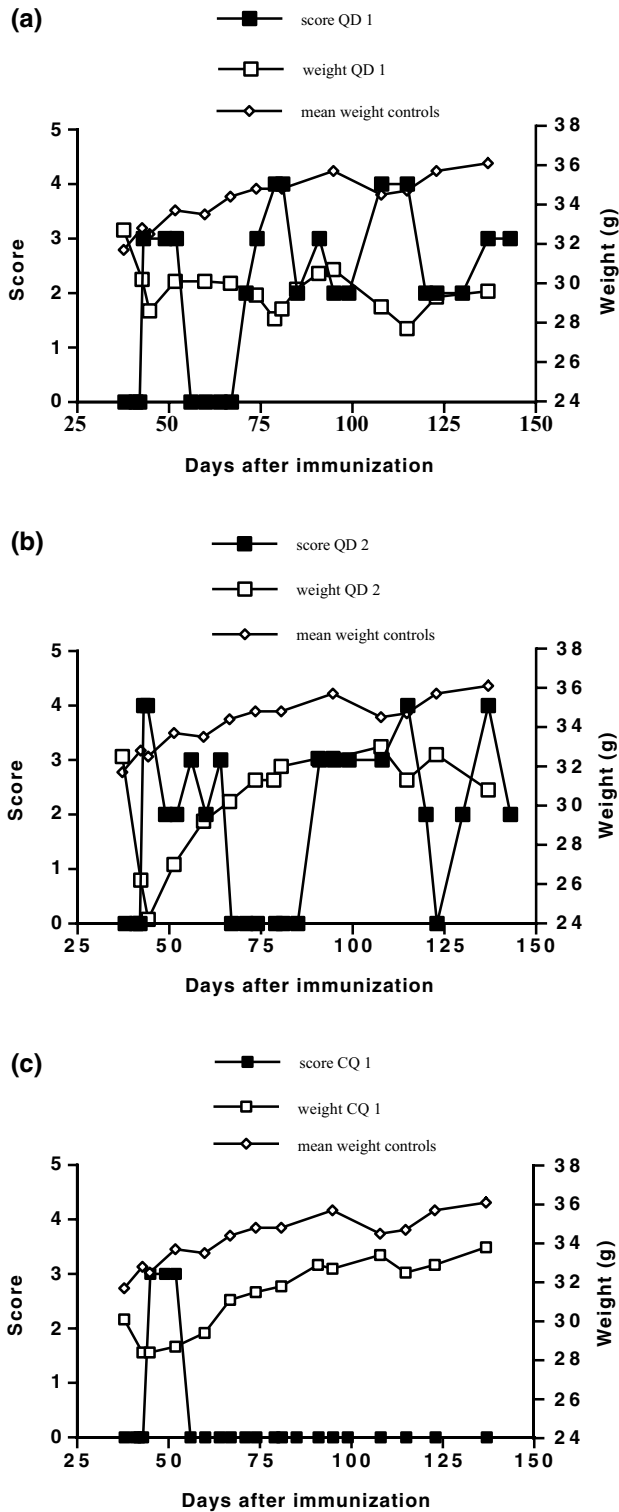 (a)
score QD 1
weight QD 1
mean weight controls
5
4
3
2
1
0
Score
38
36
34
32
30
28
26
24
Weight (g)
25 50 75 100 125 150
Days after immunization
(b)
score QD 2
weight QD 2
mean weight controls
5
4
3
2
1
0
Score
38
36
34
32
30
28
26
24
Weight (g)
25 50 75 100 125 150
Days after immunization
(c)
score CQ 1
weight CQ 1
mean weight controls
5
4
3
2
1
0
Score
38
36
34
32
30
28
26
24
Weight (g)
25 50 75 100 125 150
Days after immunization